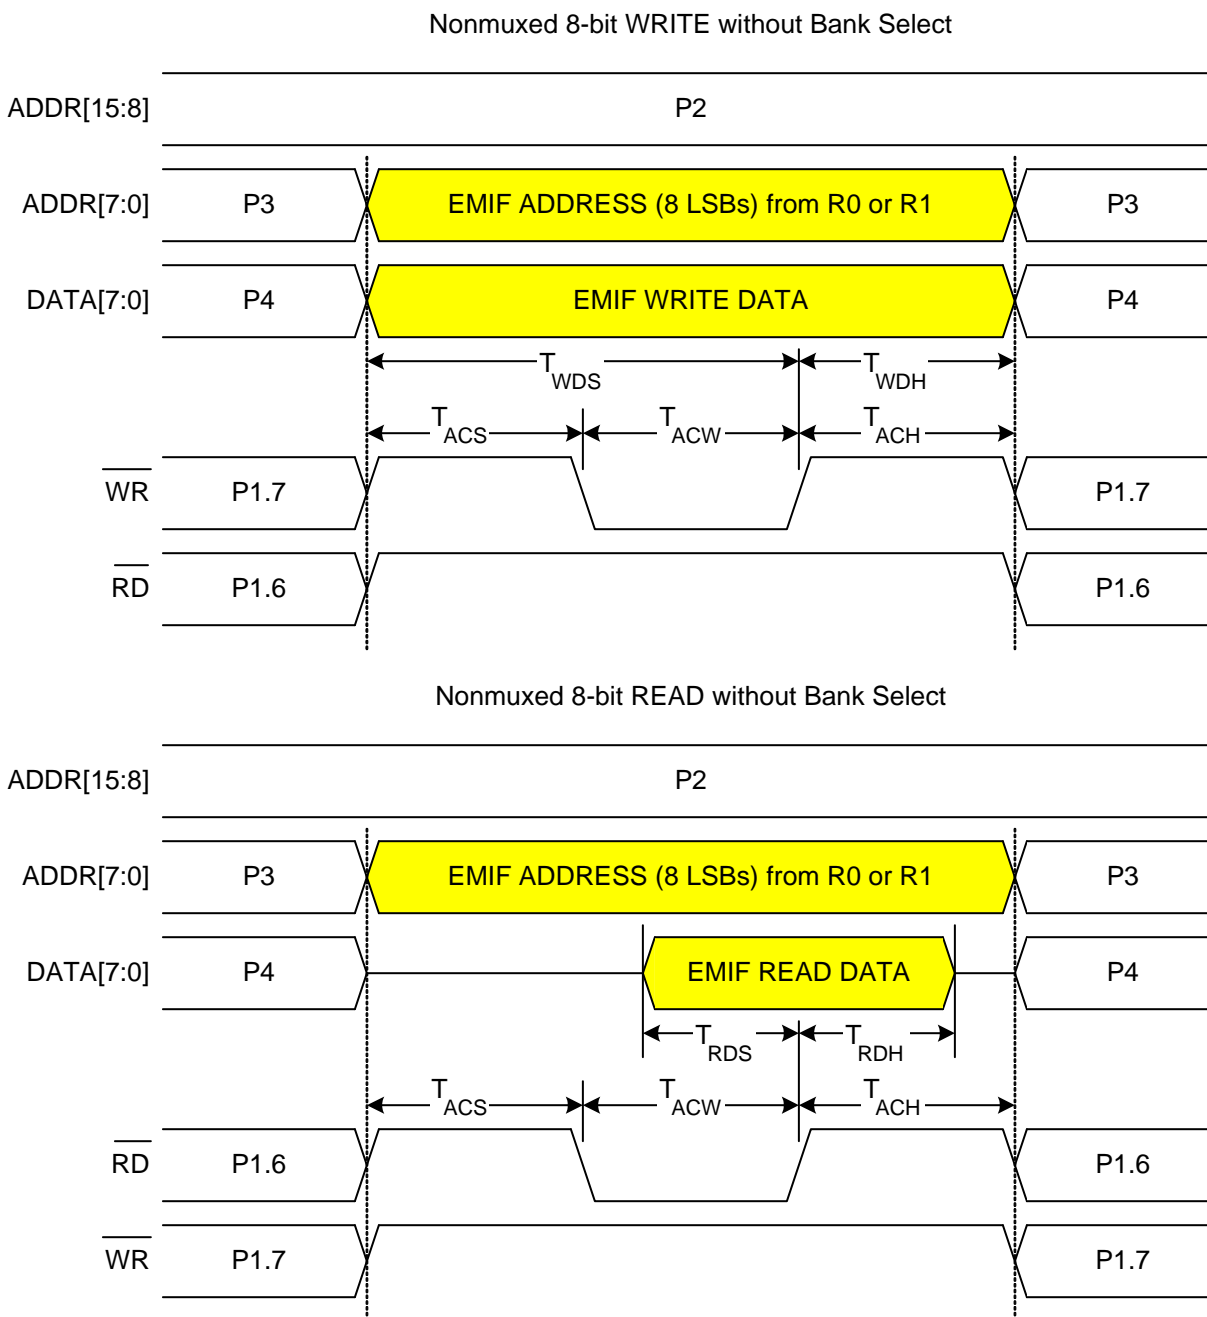 Nonmuxed 8-bit WRITE without Bank Select
ADDR[15:8] P2
ADDR[7:0] P3 EMIF ADDRESS (8 LSBs) from R0 or R1 P3
DATA[7:0] P4 EMIF WRITE DATA P4
TWDS TWDH
TACS TACW TACH
WR P1.7 P1.7
RD P1.6 P1.6
Nonmuxed 8-bit READ without Bank Select
ADDR[15:8] P2
ADDR[7:0] P3 EMIF ADDRESS (8 LSBs) from R0 or R1 P3
DATA[7:0] P4 EMIF READ DATA P4
TRDS TRDH
TACS TACW TACH
RD P1.6 P1.6
WR P1.7 P1.7